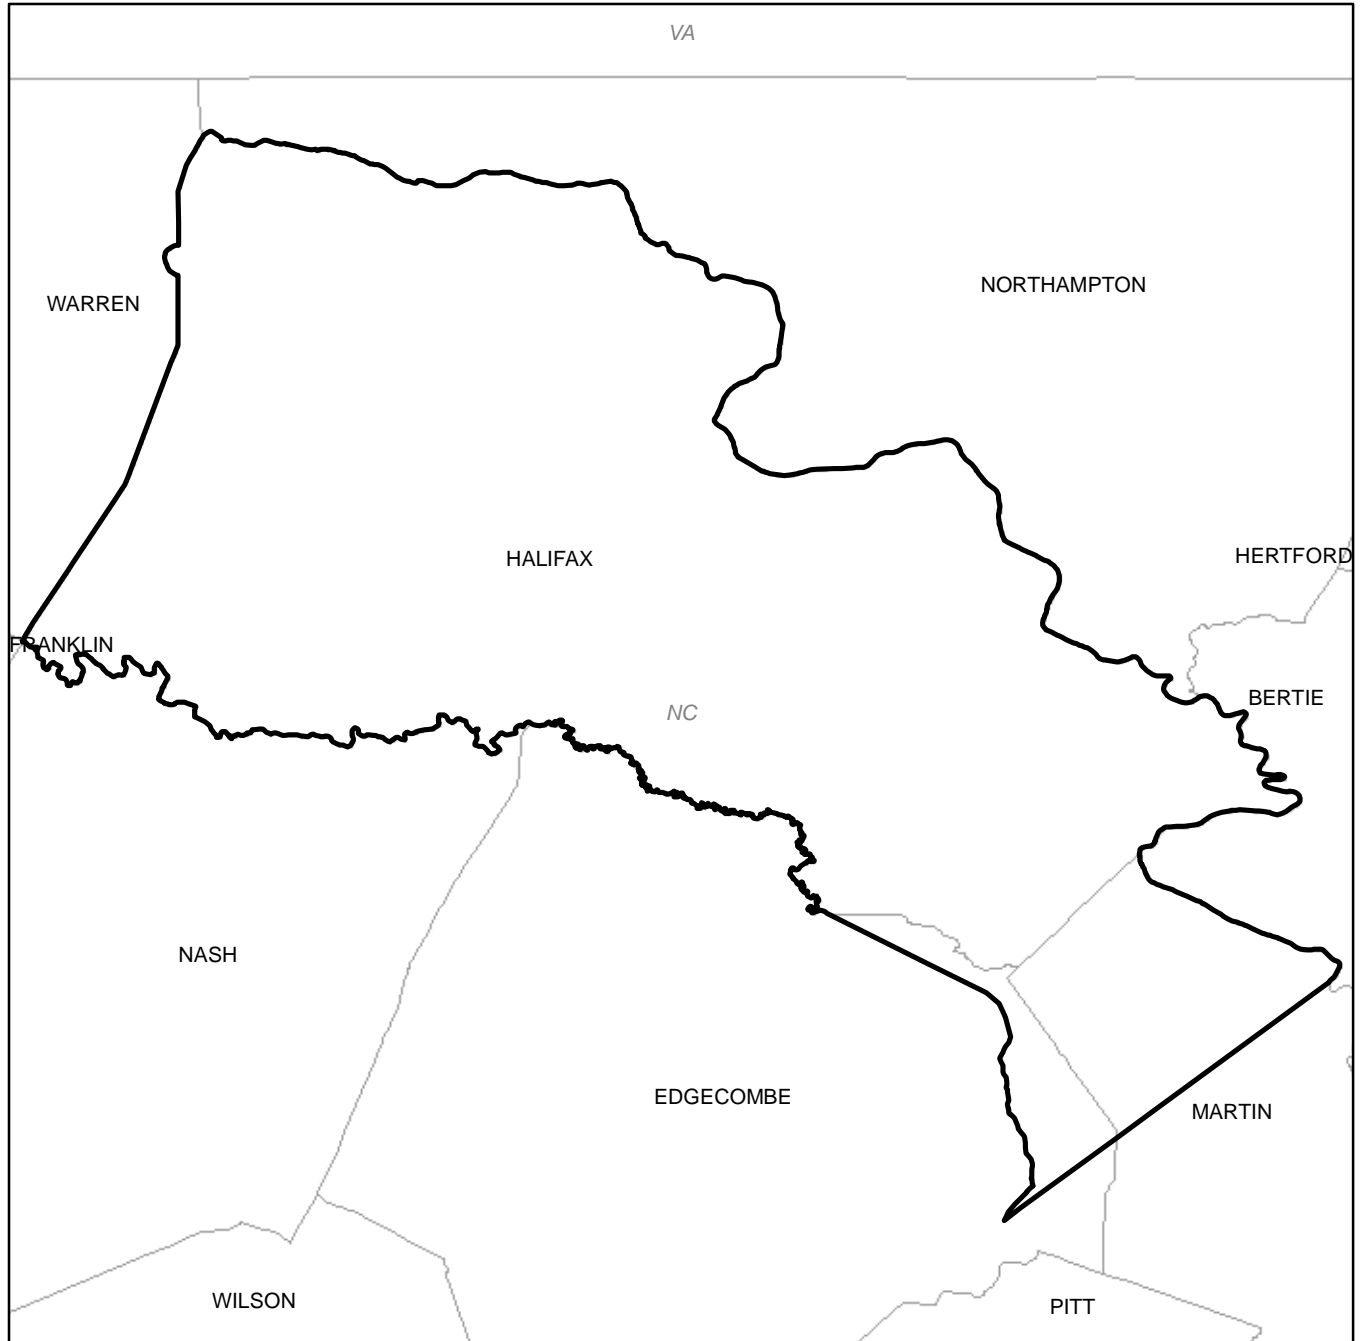 VA
NORTHAMPTON
WARREN
HERTFORD
HALIFAX
FRANKLIN
BERTIE
NC
NASH
EDGECOMBE
MARTIN
WILSON
PITT